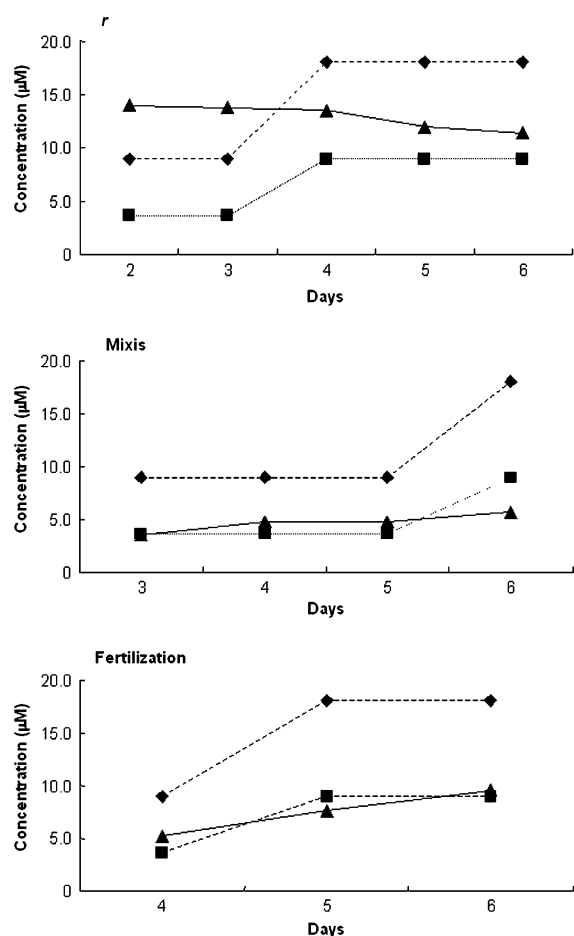 r
20.0
15.0
10.0
5.0
0
Concentration (µM)
2 3 4 5 6
Days
Mixis
20.0
15.0
10.0
5.0
0
Concentration (µM)
3 4 5 6
Days
Fertilization
20.0
15.0
10.0
5.0
0
Concentration (µM)
4 5 6
Days